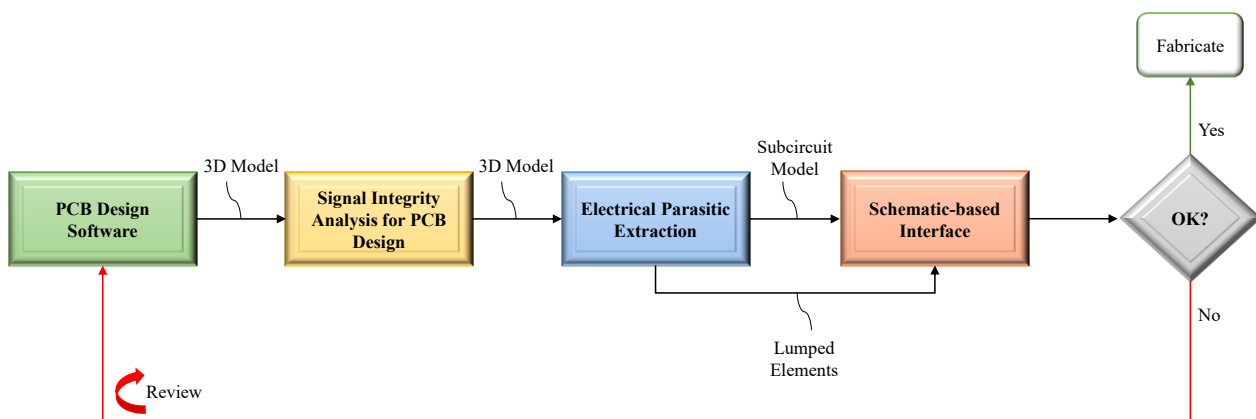 Fabricate
Yes
3D Model
3D Model
Subcircuit
Model
PCB Design
Software
Signal Integrity
Analysis for PCB
Design
Electrical Parasitic
Extraction
Schematic-based
Interface
OK?
No
Lumped
Elements
Review